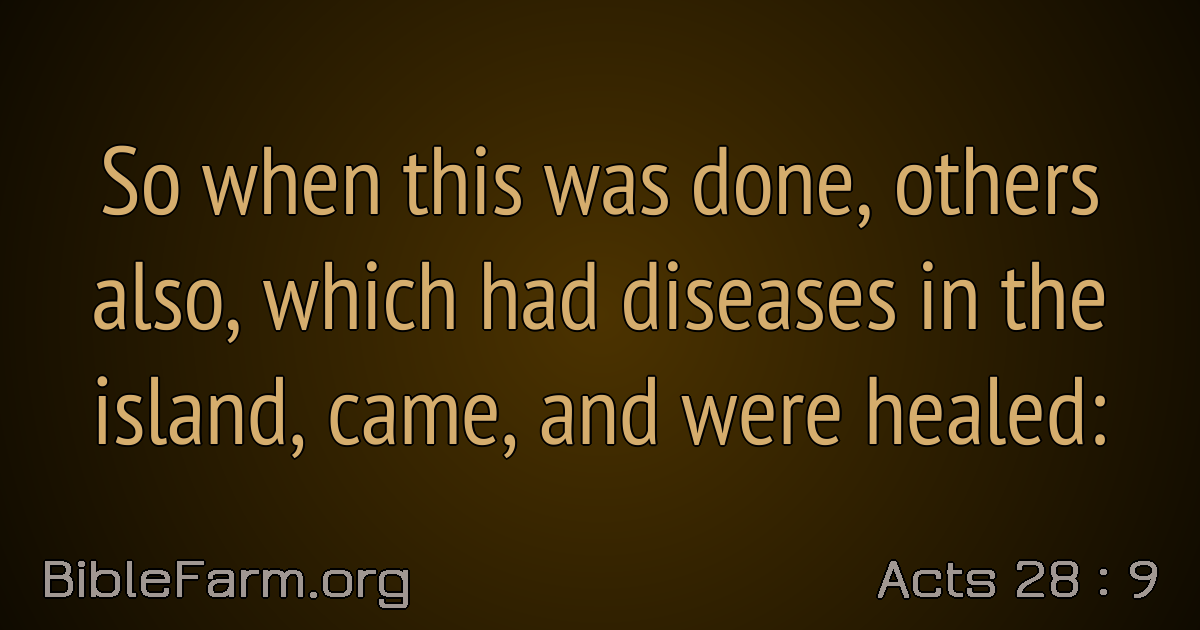 So when this was done, others
also, which had diseases in the
island, came, and were healed:
BibleFarm.org
Acts 28 : 9